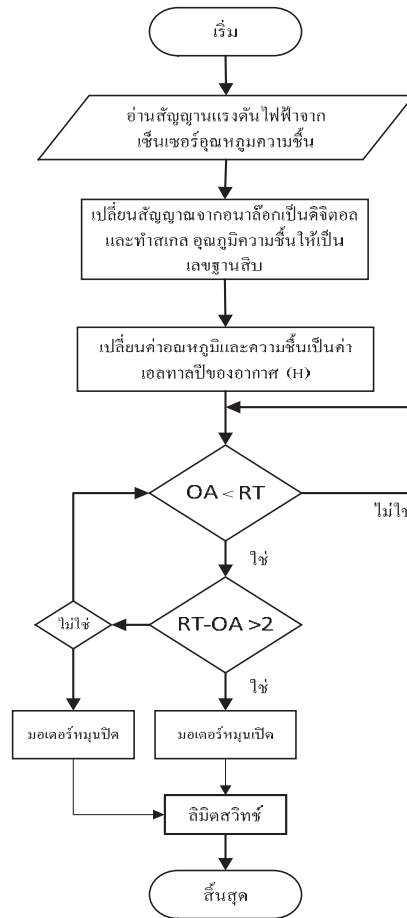 เริ่ม
อ่านสัญญานแรงดันไฟฟ้าจาก
เซ็นเซอร์อุณหภูมความชื้น
เปลี่ยนสัญญาณจากอนาล๊อกเป็นดิจิตอล
และทำสเกล อุณภูมิความชื้นให้เป็น
เลขฐานสิบ
เปลี่ยนค่าอณหภูมิและความชื้นเป็นค่า
เอลทาลปีของอากาศ (H)
OA < RT
ไม่ใช่
ใช่
RT-OA >2
ไม่ใช่
ใช่
มอเตอร์หมุนปิด
มอเตอร์หมุนเปิด
ลิมิตสวิทช์
สิ้นสุด